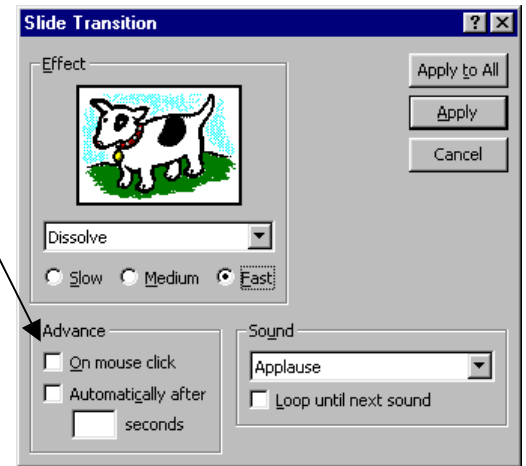 Slide Transition
Effect
Apply to All
Apply
Cancel
Dissolve
Slow Medium Fast
Advance
On mouse click
Automatically after
seconds
Sound
Applause
Loop until next sound